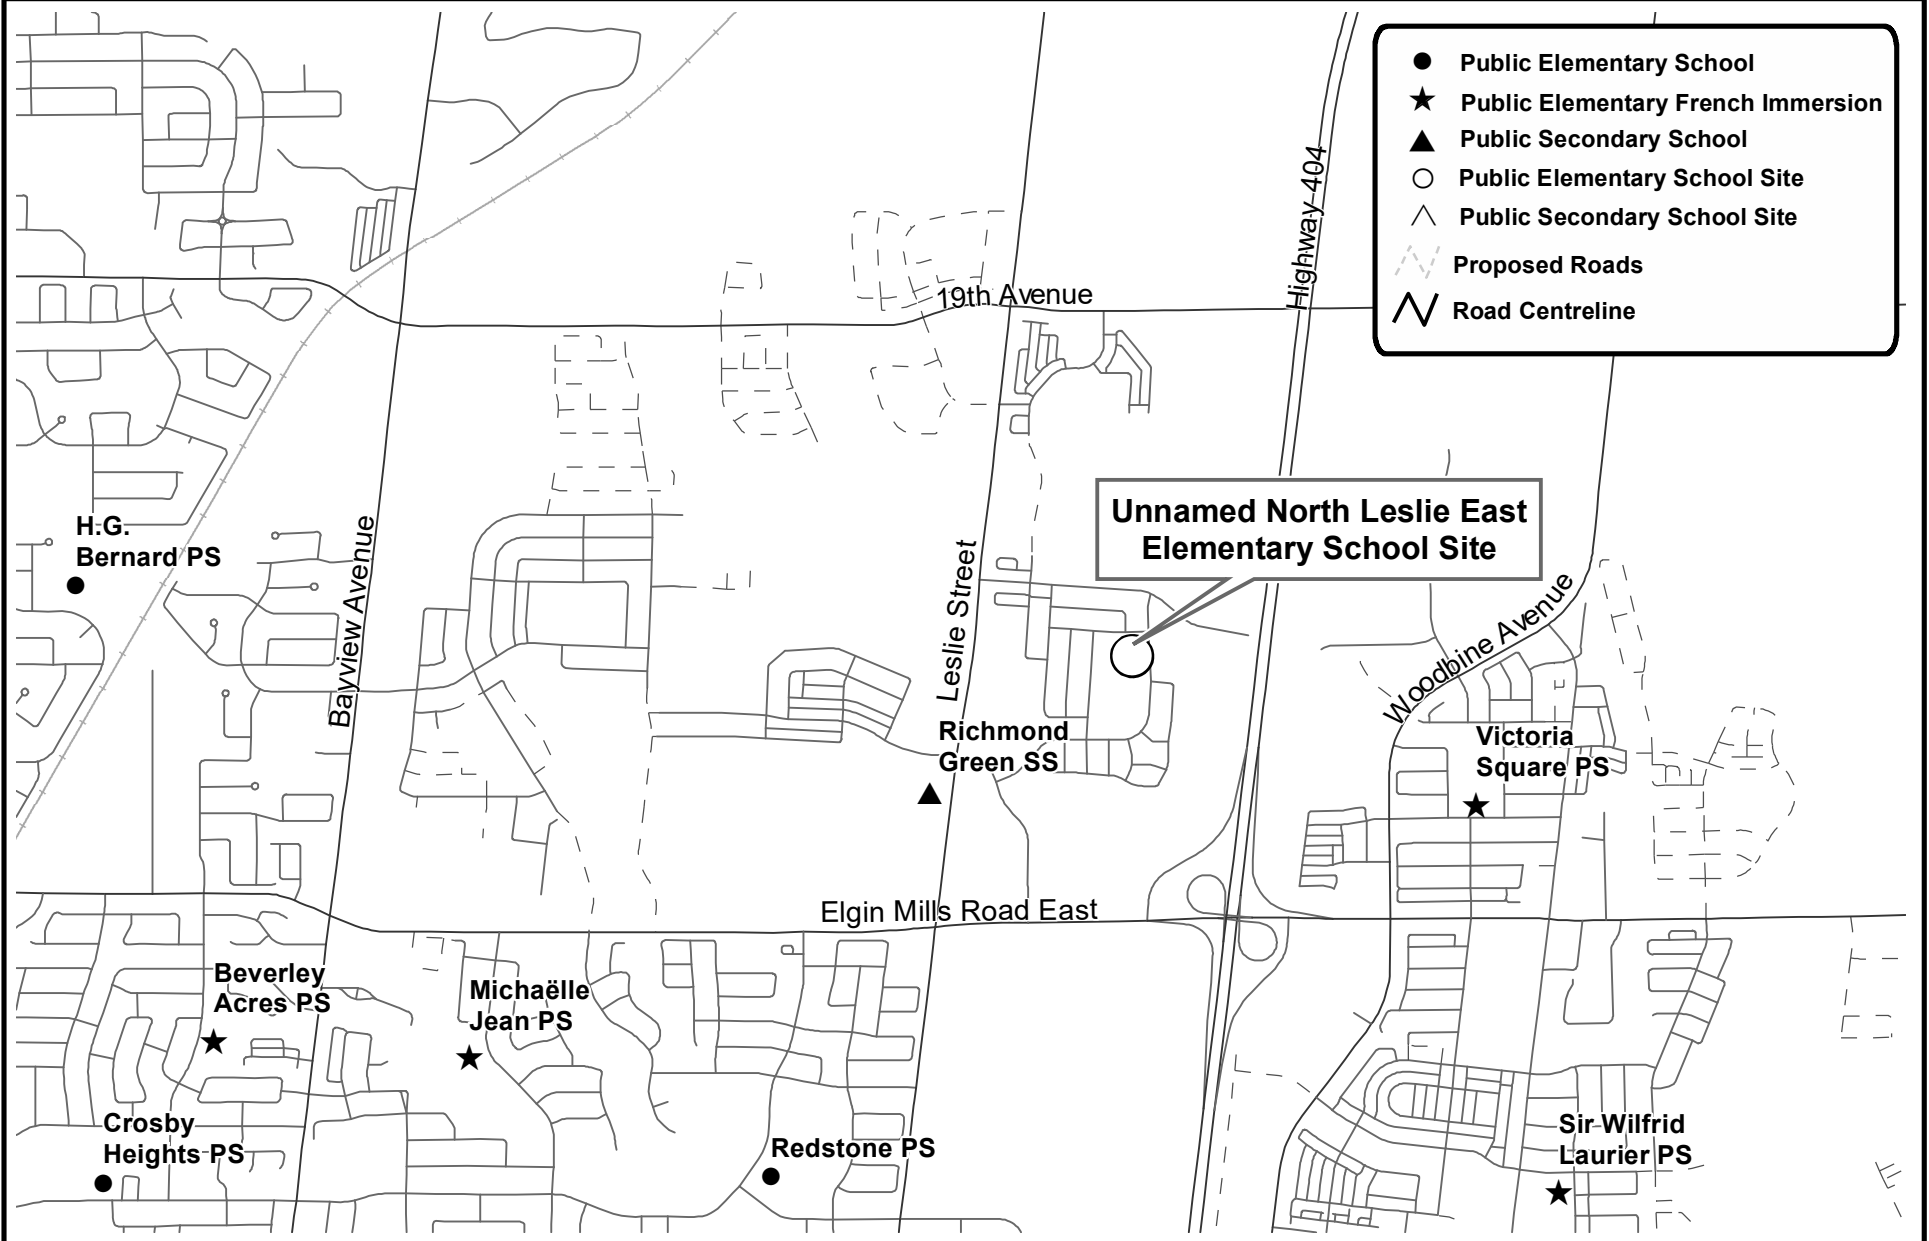 Public Elementary School
Public Elementary French Immersion
Public Secondary School
Public Elementary School Site
Public Secondary School Site
Proposed Roads
Road Centreline
Highway 404
19th Avenue
Unnamed North Leslie East
Elementary School Site
H.G.
Bernard PS
Bayview Avenue
Leslie Street
Woodbine Avenue
Richmond
Green SS
Victoria
Square PS
Elgin Mills Road East
Beverley
Acres PS
Michaëlle
Jean PS
Crosby
Heights PS
Redstone PS
Sir Wilfrid
Laurier PS